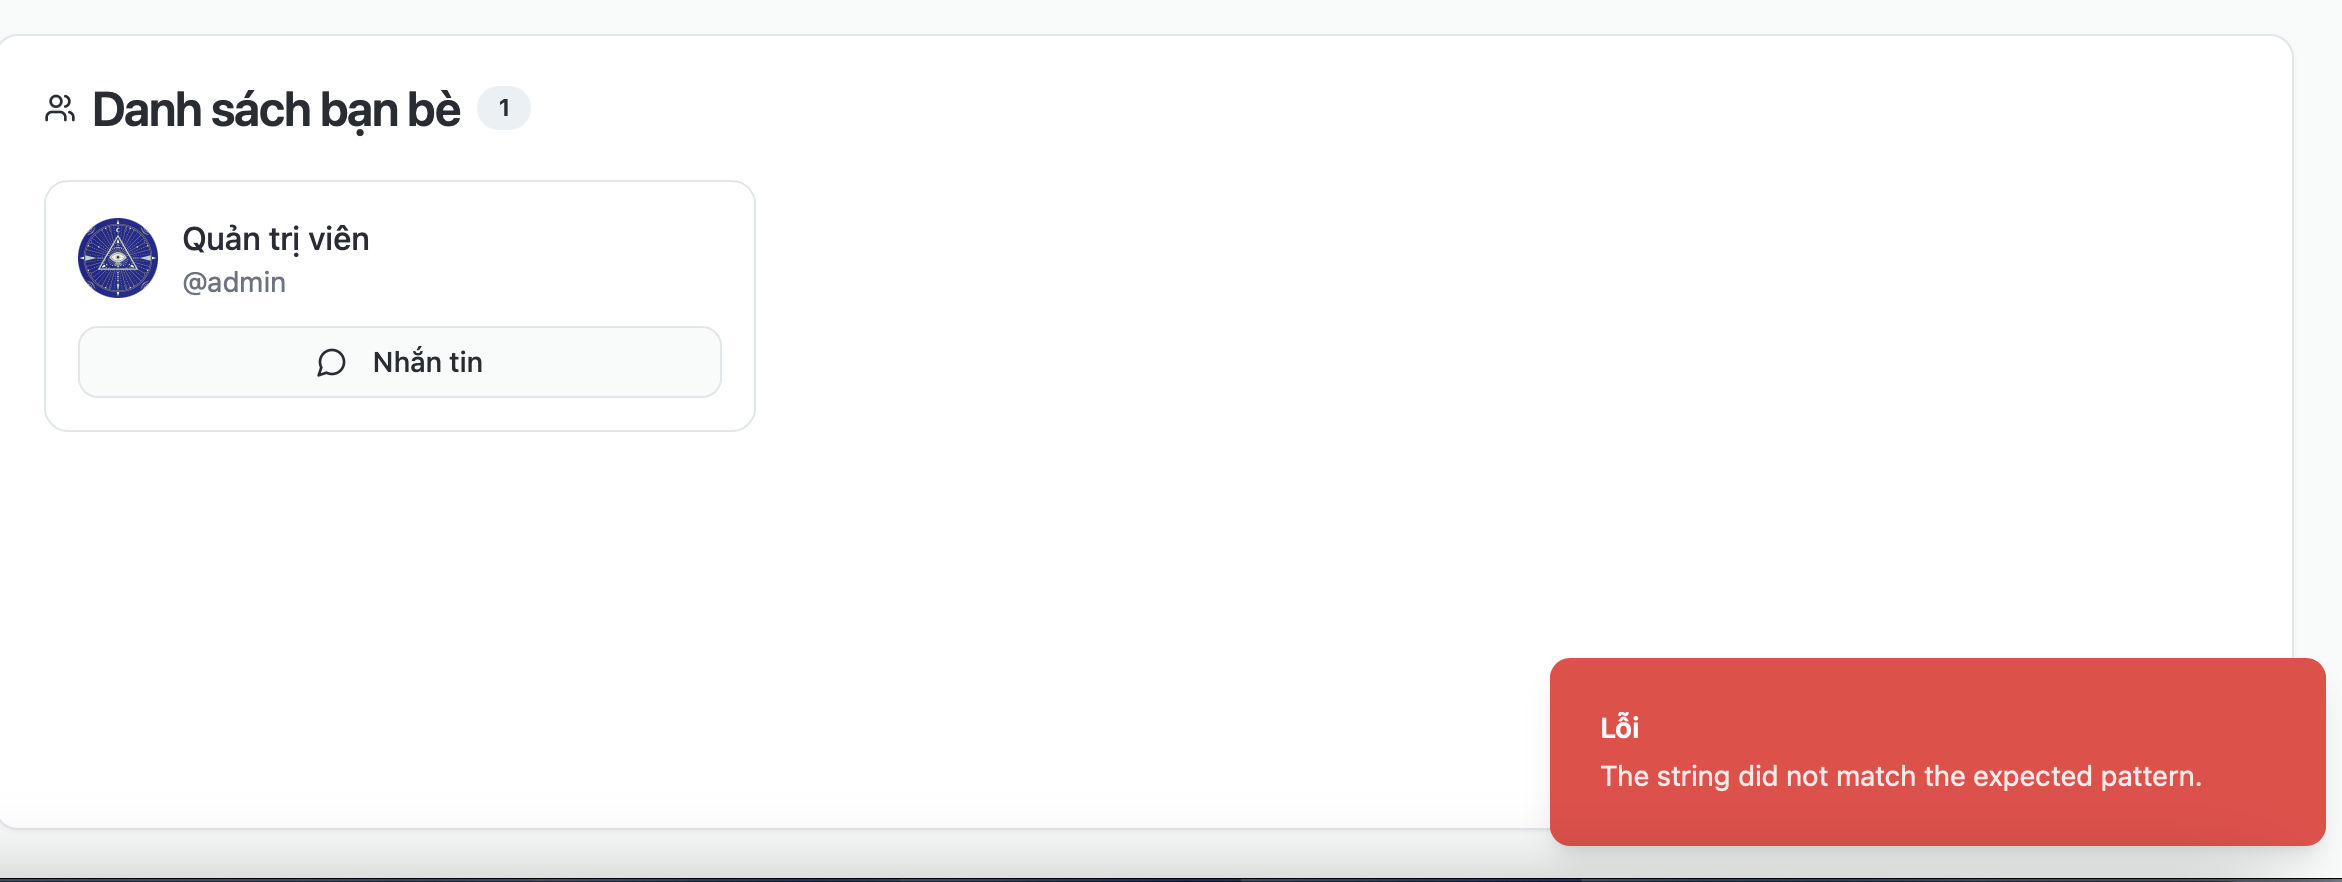 Danh sách bạn bè 1
Quản trị viên
@admin
Nhắn tin
Lỗi
The string did not match the expected pattern.